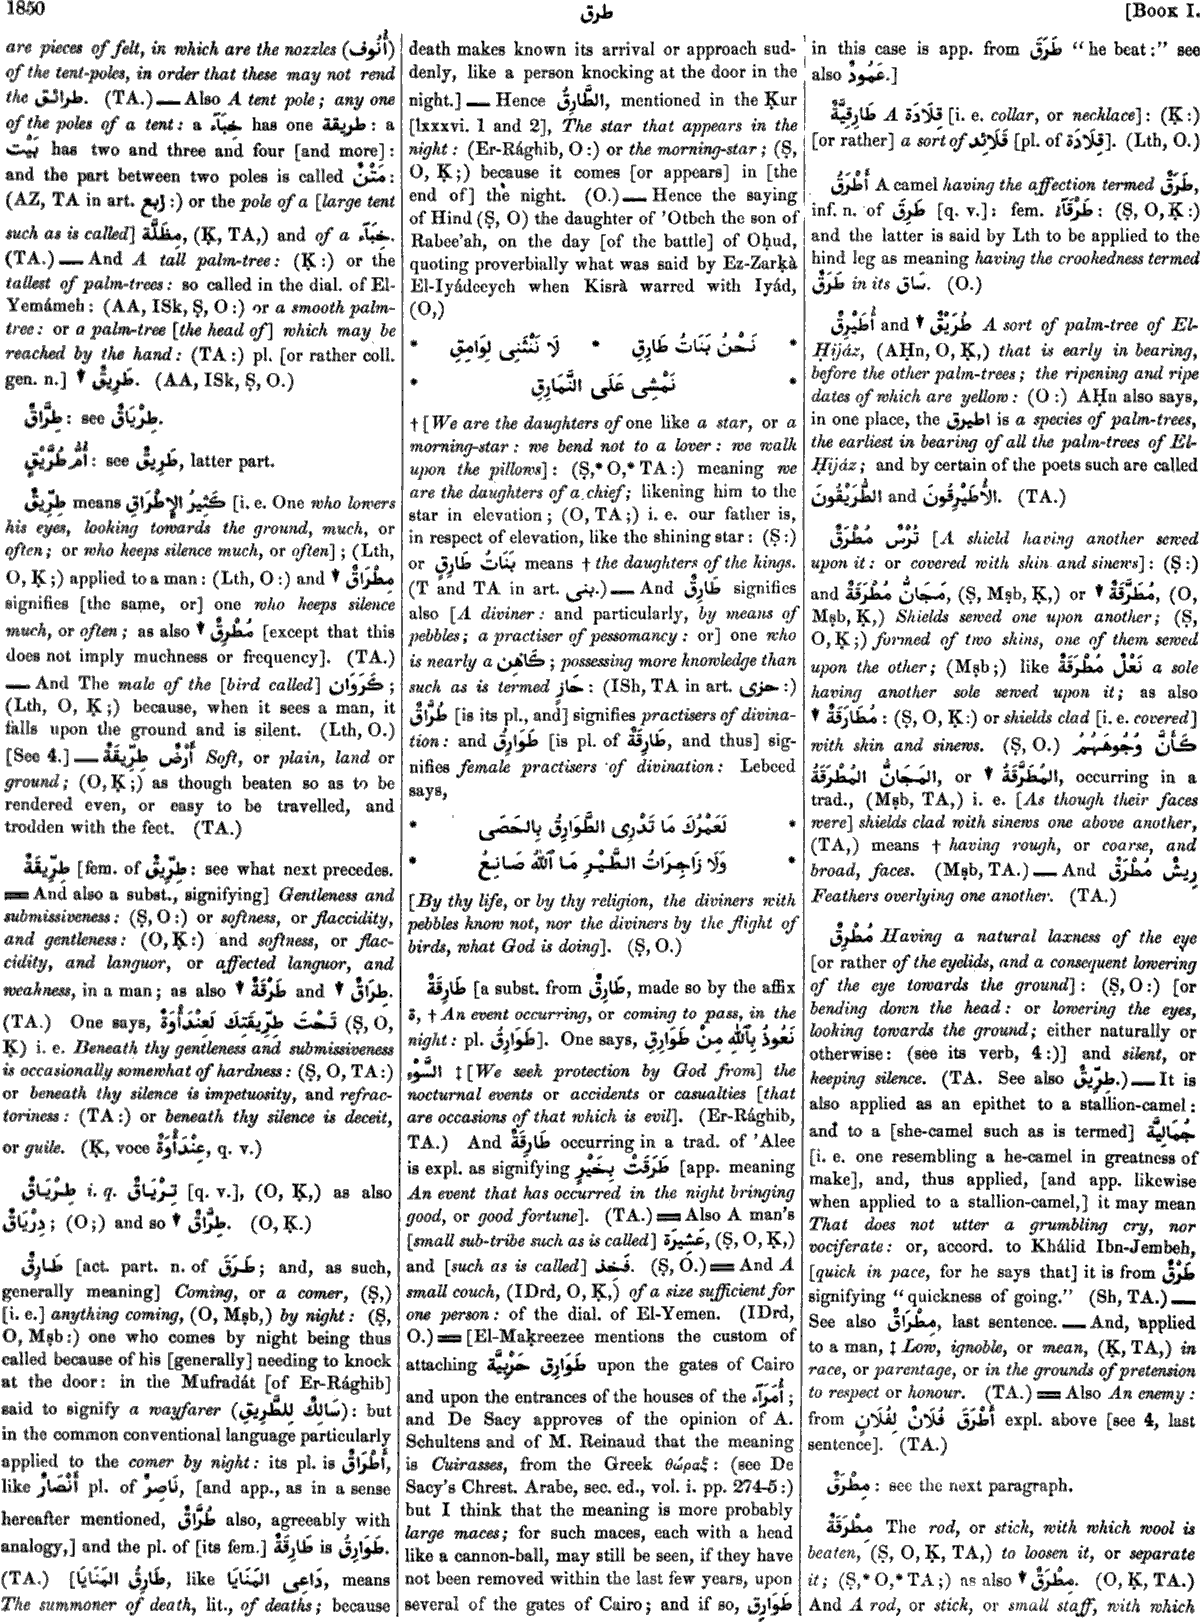 1850
طرق
[BOOK I.
are pieces of felt, in which are the nozzles (أُنُوف)
of the tent-poles, in order that these may not rend
the طرائق. (TA.) — Also A tent pole; any one
of the poles of a tent: a خِبَآء has one طريقة: a
بَيْت has two and three and four [and more]:
and the part between two poles is called مَتْنٌ:
(AZ, TA in art. زبع:) or the pole of a [large tent
such as is called] مِظَلَّة, (Ḳ, TA,) and of a خِبَآء.
(TA.) — And A tall palm-tree: (Ḳ:) or the
tallest of palm-trees: so called in the dial. of El-
Yemámeh: (AA, ISk, Ṣ, O:) or a smooth palm-
tree: or a palm-tree [the head of] which may be
reached by the hand: (TA:) pl. [or rather coll.
gen. n.] ↓ طَرِيقٌ. (AA, ISk, Ṣ, O.)
طِرَّاقٌ: see طِرْيَاقٌ.
أُمُّ طُرَّيْقٍ: see طَرِيقٌ, latter part.
طِرِّيقٌ means كَثِيرُ الإِطْرَاقِ [i. e. One who lowers
his eyes, looking towards the ground, much, or
often; or who keeps silence much, or often]; (Lth,
O, Ḳ;) applied to a man: (Lth, O:) and ↓ مِطْرَاقٌ
signifies [the same, or] one who keeps silence
much, or often; as also ↓ مُطْرِقٌ [except that this
does not imply muchness or frequency]. (TA.)
— And The male of the [bird called] كَرَوَان;
(Lth, O, Ḳ;) because, when it sees a man, it
falls upon the ground and is silent. (Lth, O.)
[See 4.] — أَرْضٌ طِرِّيقَةٌ Soft, or plain, land or
ground; (O, Ḳ;) as though beaten so as to be
rendered even, or easy to be travelled, and
trodden with the feet. (TA.)
طِرِّيقَةٌ [fem. of طِرِّيقٌ: see what next precedes.
═ And also a subst., signifying] Gentleness and
submissiveness: (Ṣ, O:) or softness, or flaccidity,
and gentleness: (O, Ḳ:) and softness, or flac-
cidity, and languor, or affected languor, and
weakness, in a man; as also ↓ طَرْقَةٌ and ↓ طِرَاقٌ.
(TA.) One says, تَحْتَ طِرِّيقَتِكَ لَعِنْدَأْوَةٌ (Ṣ, O,
Ḳ) i. e. Beneath thy gentleness and submissiveness
is occasionally somewhat of hardness: (Ṣ, O, TA:)
or beneath thy silence is impetuosity, and refrac-
toriness: (TA:) or beneath thy silence is deceit,
or guile. (Ḳ, voce عِنْدَأْوَةٌ, q. v.)
طِرْيَاقٌ i. q. تِرْيَاقٌ [q. v.], (O, Ḳ,) as also
دِرْيَاقٌ; (O;) and so ↓ طِرَّاقٌ. (O, Ḳ.)
طَارِقٌ [act. part. n. of طَرَقَ; and, as such,
generally meaning] Coming, or a comer, (Ṣ,)
[i. e.] anything coming, (O, Mṣb,) by night: (Ṣ,
O, Mṣb:) one who comes by night being thus
called because of his [generally] needing to knock
at the door: in the Mufradát [of Er-Rághib]
said to signify a wayfarer (سَالِكٌ لِلطَّرِيقِ): but
in the common conventional language particularly
applied to the comer by night: its pl. is أَطْرَاقٌ,
like أَنْصَارٌ pl. of نَاصِرٌ, [and app., as in a sense
hereafter mentioned, طُرَّاقٌ also, agreeably with
analogy,] and the pl. of [its fem.] طَارِقَةٌ is طَوَارِقُ.
(TA.) [طَارِقُ المَنَايَا, like دَاعِى المَنَايَا, means
The summoner of death, lit., of deaths; because
death makes known its arrival or approach sud-
denly, like a person knocking at the door in the
night.] — Hence الطَّارِقُ, mentioned in the Ḳur
[lxxxvi. 1 and 2], The star that appears in the
night: (Er-Rághib, O:) or the morning-star; (Ṣ,
O, Ḳ;) because it comes [or appears] in [the
end of] the night. (O.) — Hence the saying
of Hind (Ṣ, O) the daughter of 'Otbeh the son of
Rabee'ah, on the day [of the battle] of Oḥud,
quoting proverbially what was said by Ez-Zarḳà
El-Iyádeeyeh when Kisrà warred with Iyád,
(O,)
* نَحْنُ بَنَاتُ طَارِقِ * لَا نَنْثَنِى لِوَامِقِ *
* نَمْشِى عَلَى النَّمَارِقِ *
† [We are the daughters of one like a star, or a
morning-star: we bend not to a lover: we walk
upon the pillows]: (Ṣ,* O,* TA:) meaning we
are the daughters of a chief; likening him to the
star in elevation; (O, TA;) i. e. our father is,
in respect of elevation, like the shining star: (Ṣ:)
or بَنَاتُ طَارِقٍ means † the daughters of the kings.
(T and TA in art. بنى.) — And طَارِقٌ signifies
also [A diviner: and particularly, by means of
pebbles; a practiser of pessomancy: or] one who
is nearly a كَاهِن; possessing more knowledge than
such as is termed حَازٍ: (ISh, TA in art. حزى:)
طُرَّاقٌ [is its pl., and] signifies practisers of divina-
tion: and طَوَارِقُ [is pl. of طَارِقَةٌ, and thus] sig-
nifies female practisers of divination: Lebeed
says,
* لَعَمْرُكَ مَا تَدْرِى الطَّوَارِقُ بِالحَصَى *
* وَلَا زَاجِرَاتُ الطَّيْرِ مَا ٱللّٰهُ صَانِعُ *
[By thy life, or by thy religion, the diviners with
pebbles know not, nor the diviners by the flight of
birds, what God is doing]. (Ṣ, O.)
طَارِقَةٌ [a subst. from طَارِقٌ, made so by the affix
ة, † An event occurring, or coming to pass, in the
night: pl. طَوَارِقُ]. One says, نَعُوذُ بِٱللّٰهِ مِنْ طَوَارِقِ
السَّوْءِ ‡ [We seek protection by God from] the
nocturnal events or accidents or casualties [that
are occasions of that which is evil]. (Er-Rághib,
TA.) And طَارِقَةٌ occurring in a trad. of 'Alee
is expl. as signifying طَرَقَتْ بِخَيْرٍ [app. meaning
An event that has occurred in the night bringing
good, or good fortune]. (TA.) ═ Also A man's
[small sub-tribe such as is called] عَشِيرَة, (Ṣ, O, Ḳ,)
and [such as is called] فَخِذ. (Ṣ, O.) ═ And A
small couch, (IDrd, O, Ḳ,) of a size sufficient for
one person: of the dial. of El-Yemen. (IDrd,
O.) ═ [El-Maḳreezee mentions the custom of
attaching طَوَارِق حَرْبِيَّة upon the gates of Cairo
and upon the entrances of the houses of the أُمَرَآء;
and De Sacy approves of the opinion of A.
Schultens and of M. Reinaud that the meaning
is Cuirasses, from the Greek θώραξ: (see De
Sacy's Chrest. Arabe, sec. ed., vol. i. pp. 274-5:)
but I think that the meaning is more probably
large maces; for such maces, each with a head
like a cannon-ball, may still be seen, if they have
not been removed within the last few years, upon
several of the gates of Cairo; and if so, طَوَارِق
in this case is app. from طَرَقَ "he beat:" see
also عَمُودٌ.]
طَارِقِيَّةٌ A قِلَادَة [i. e. collar, or necklace]: (Ḳ:)
[or rather] a sort of قَلَائِد [pl. of قِلَادَة]. (Lth, O.)
أَطْرَقُ A camel having the affection termed طَرَقٌ,
inf. n. of طَرِقَ [q. v.]: fem. طَرْقَآءُ: (Ṣ, O, Ḳ:)
and the latter is said by Lth to be applied to the
hind leg as meaning having the crookedness termed
طَرَقٌ in its سَاق. (O.)
أُطَيْرِقٌ and ↓ طُرَيْقٌ A sort of palm-tree of El-
Ḥijáz, (AḤn, O, Ḳ,) that is early in bearing,
before the other palm-trees; the ripening and ripe
dates of which are yellow: (O:) AḤn also says,
in one place, the اطيرق is a species of palm-trees,
the earliest in bearing of all the palm-trees of El-
Ḥijáz; and by certain of the poets such are called
الطُّرَيْقُونَ and الأُطَيْرِقُونَ. (TA.)
تُرْسٌ مُطْرَقٌ [A shield having another sewed
upon it: or covered with skin and sinews]: (Ṣ:)
and مَجَانُّ مُطْرَقَةٌ, (Ṣ, Mṣb, Ḳ,) or ↓ مُطَرَّقَةٌ, (O,
Mṣb, Ḳ,) Shields sewed one upon another; (Ṣ,
O, Ḳ;) formed of two skins, one of them sewed
upon the other; (Mṣb;) like نَعْلٌ مُطْرَقَةٌ a sole
having another sole sewed upon it; as also
↓ مُطَارَقَةٌ: (Ṣ, O, Ḳ:) or shields clad [i. e. covered]
with skin and sinews. (Ṣ, O.) كَأَنَّ وُجُوهَهُمُ
المَجَانُّ المُطْرَقَةُ, or ↓ المُطَرَّقَةُ, occurring in a
trad., (Mṣb, TA,) i. e. [As though their faces
were] shields clad with sinews one above another,
(TA,) means † having rough, or coarse, and
broad, faces. (Mṣb, TA.) — And رِيشٌ مُطْرَقٌ
Feathers overlying one another. (TA.)
مُطْرِقٌ Having a natural laxness of the eye
[or rather of the eyelids, and a consequent lowering
of the eye towards the ground]: (Ṣ, O:) [or
bending down the head: or lowering the eyes,
looking towards the ground; either naturally or
otherwise: (see its verb, 4:)] and silent, or
keeping silence. (TA. See also طِرِّيقٌ.) — It is
also applied as an epithet to a stallion-camel:
and to a [she-camel such as is termed] جُمَالِيَّة
[i. e. one resembling a he-camel in greatness of
make], and, thus applied, [and app. likewise
when applied to a stallion-camel,] it may mean
That does not utter a grumbling cry, nor
vociferate: or, accord. to Khálid Ibn-Jembeh,
[quick in pace, for he says that] it is from طَرْقٌ
signifying "quickness of going." (Sh, TA.) —
See also مِطْرَاقٌ, last sentence. — And, applied
to a man, ‡ Low, ignoble, or mean, (Ḳ, TA,) in
race, or parentage, or in the grounds of pretension
to respect or honour. (TA.) ═ Also An enemy:
from أَطْرَقَ فُلَانٌ لِفُلَانٍ expl. above [see 4, last
sentence]. (TA.)
مِطْرَقٌ: see the next paragraph.
مِطْرَقَةٌ The rod, or stick, with which wool is
beaten, (Ṣ, O, Ḳ, TA,) to loosen it, or separate
it; (Ṣ,* O,* TA;) as also ↓ مِطْرَقٌ. (O, Ḳ, TA.)
And A rod, or stick, or small staff, with which